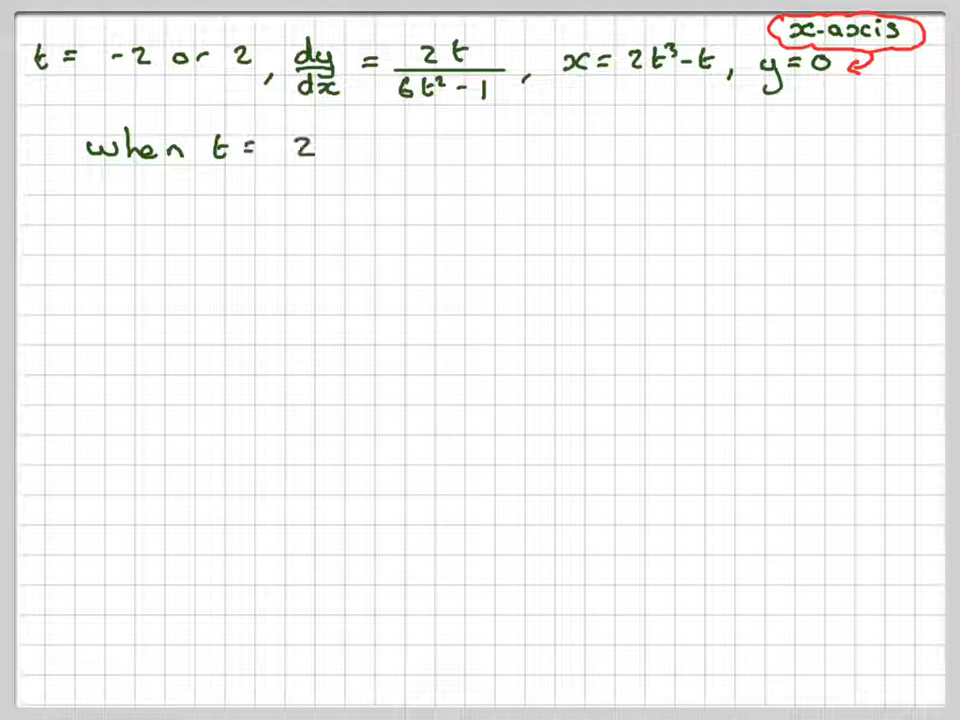 x-axis
t = -2 or 2, dy/dx = 2t/(6t² - 1), x = 2t³ - t, y = 0
when t = 2